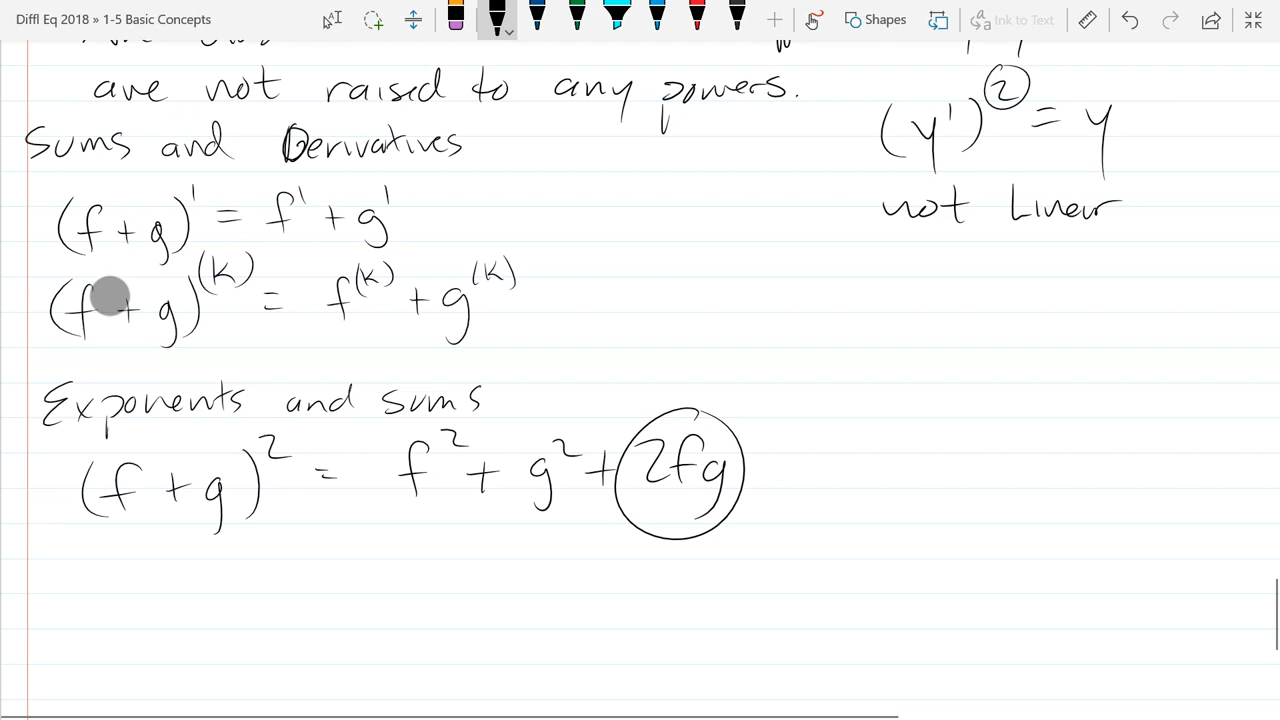 Diffl Eq 2018 » 1-5 Basic Concepts
Shapes
Ink to Text
are not raised to any powers.
(y')² = y
not Linear
Sums and Derivatives
(f + g)' = f' + g'
(f + g)^(k) = f^(k) + g^(k)
Exponents and sums
(f + g)² = f² + g² + 2fg